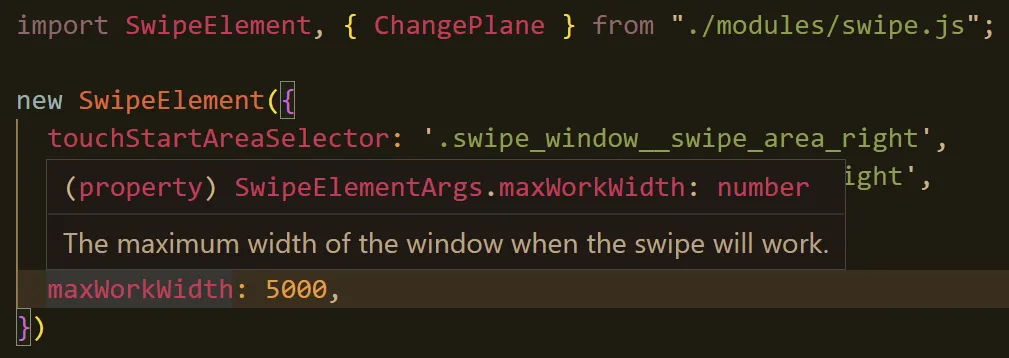 import SwipeElement, { ChangePlane } from "./modules/swipe.js";
new SwipeElement({
touchStartAreaSelector: '.swipe_window__swipe_area_right',
(property) SwipeElementArgs.maxWorkWidth: number
ight',
The maximum width of the window when the swipe will work.
maxWorkWidth: 5000,
})